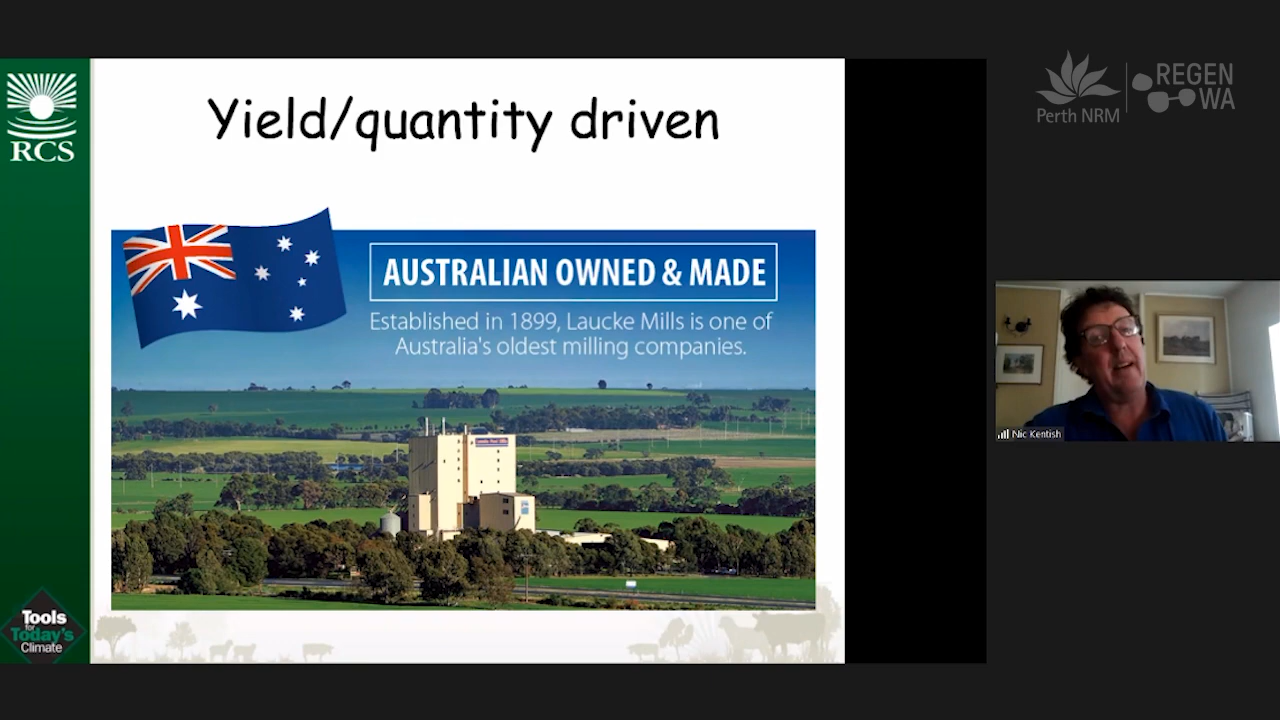 Yield/quantity driven
RCS
AUSTRALIAN OWNED & MADE
Established in 1899, Laucke Mills is one of
Australia's oldest milling companies.
Tools
for
Today's
Climate
Perth NRM
REGEN
WA
Nic Kentish